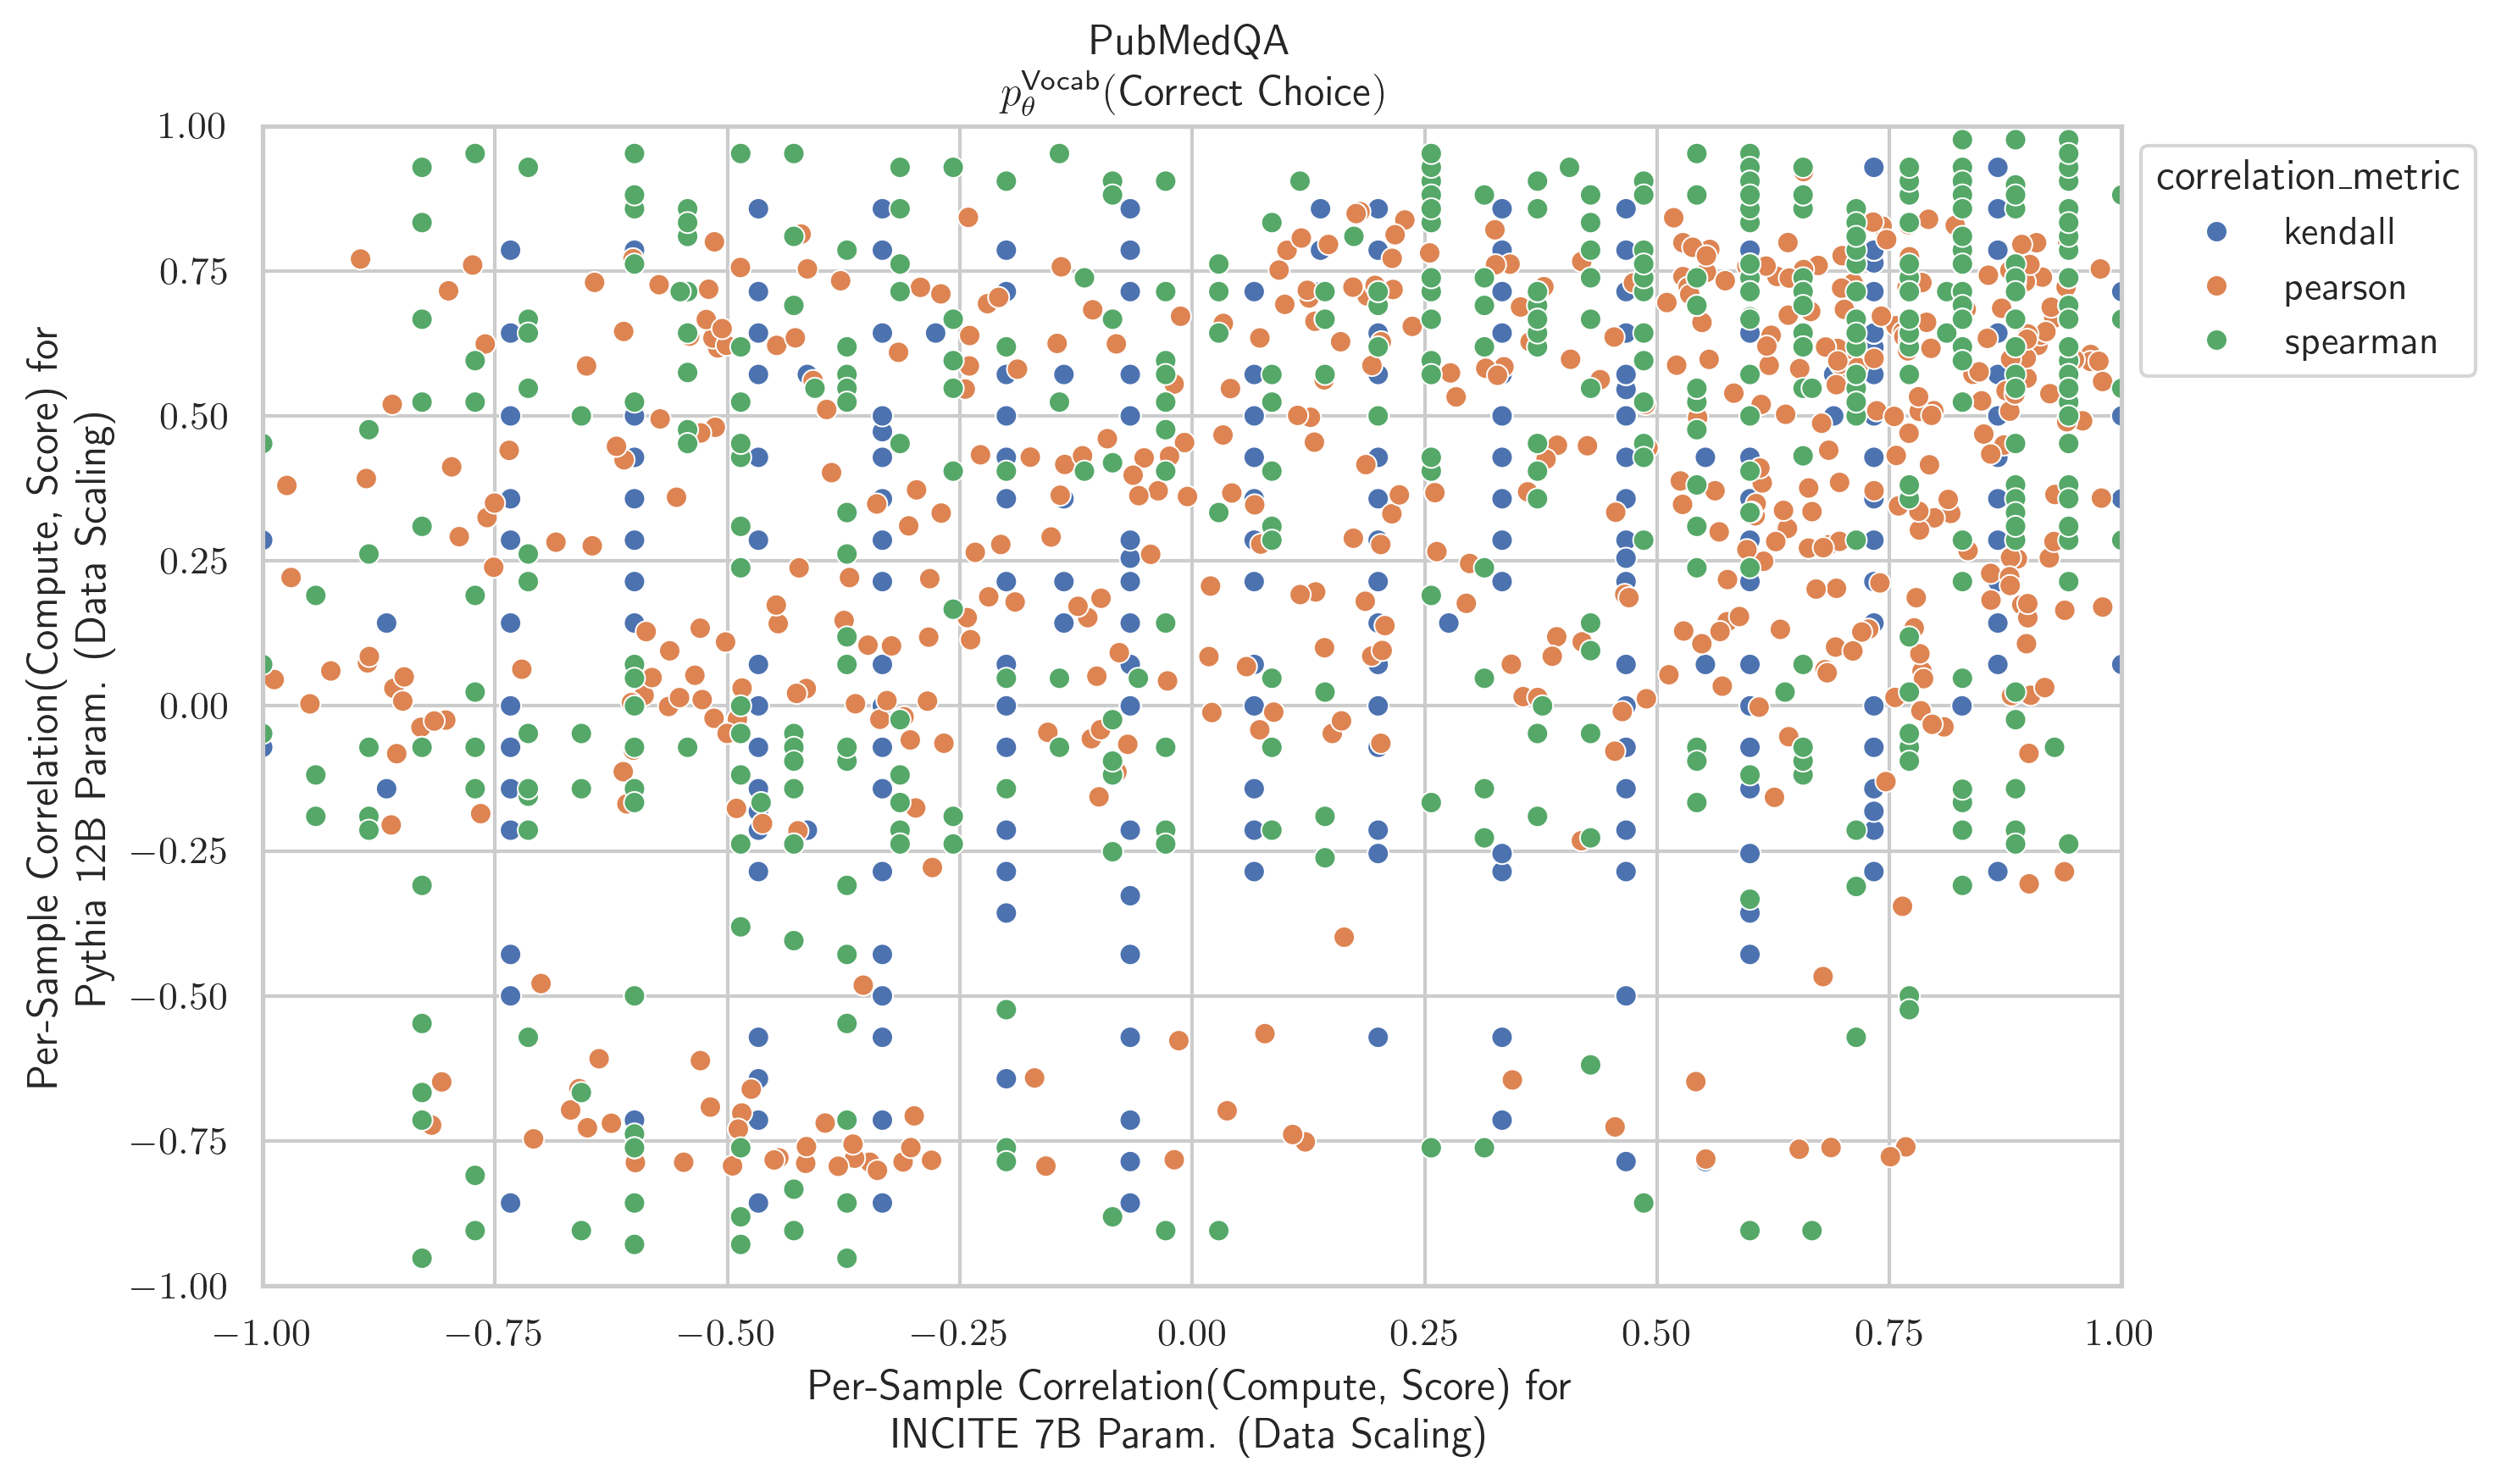 PubMedQA
p_θ^Vocab(Correct Choice)
1.00
0.75
0.50
0.25
0.00
−0.25
−0.50
−0.75
−1.00
Per-Sample Correlation(Compute, Score) for
Pythia 12B Param. (Data Scaling)
correlation_metric
kendall
pearson
spearman
−1.00 −0.75 −0.50 −0.25 0.00 0.25 0.50 0.75 1.00
Per-Sample Correlation(Compute, Score) for
INCITE 7B Param. (Data Scaling)